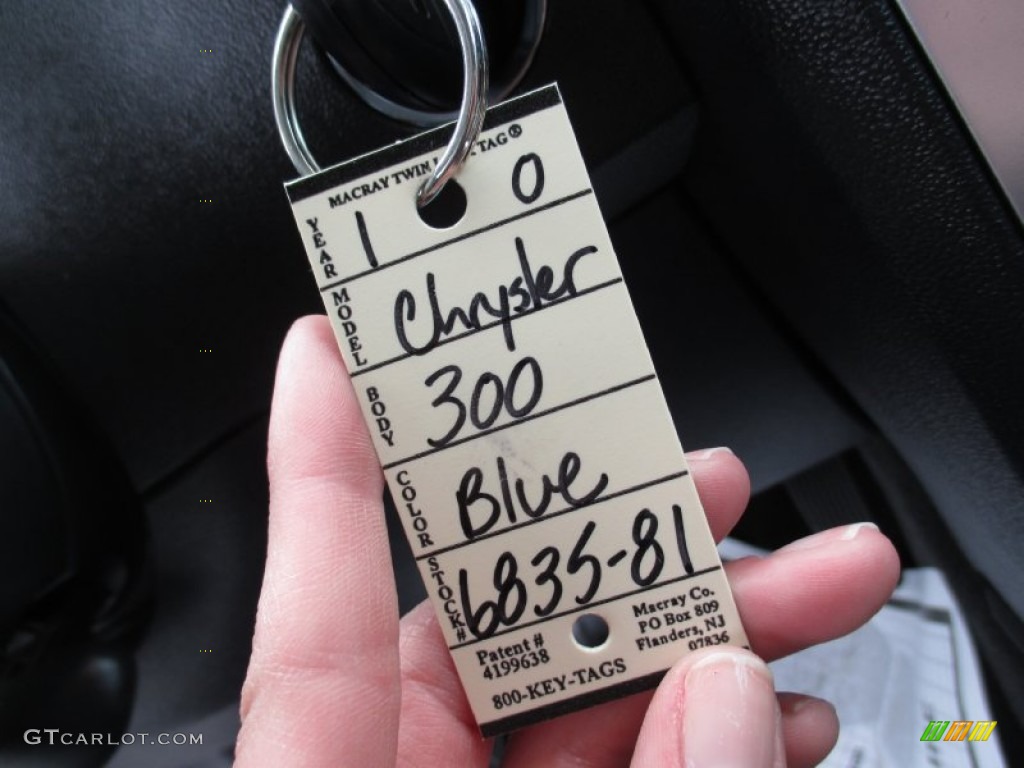 MACRAY TWIN TAG®
YEAR 1 0
MODEL Chrysler
BODY 300
COLOR Blue
STOCK# 6835-81
Patent #
4199638
800-KEY-TAGS
Macray Co.
PO Box 809
Flanders, NJ
07836
GTCARLOT.COM